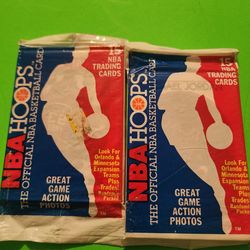 15
NBA
TRADING
CARDS
NBA HOOPS
THE OFFICIAL NBA BASKETBALL CARD
Look For
Orlando &
Minnesota
Expansion
Teams
Plus
Trades!
GREAT
GAME
ACTION
PHOTOS
15
NBA
TRADING
CARDS
NBA HOOPS
THE OFFICIAL NBA BASKETBALL CARD
Look For
Orlando &
Minnesota
Expansion
Teams
Plus
Trades!
GREAT
GAME
ACTION
PHOTOS